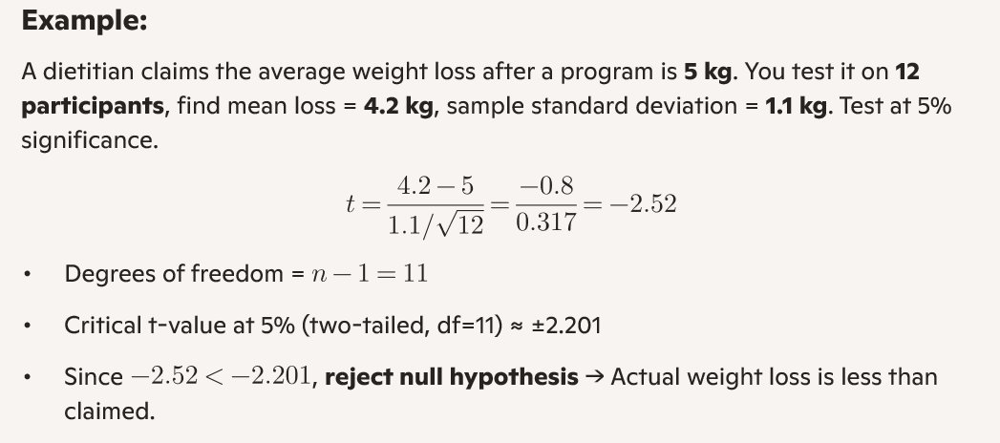 Example:
A dietitian claims the average weight loss after a program is 5 kg. You test it on 12
participants, find mean loss = 4.2 kg, sample standard deviation = 1.1 kg. Test at 5%
significance.
t = (4.2 − 5)/(1.1/√12) = −0.8/0.317 = −2.52
• Degrees of freedom = n − 1 = 11
• Critical t-value at 5% (two-tailed, df=11) ≈ ±2.201
• Since −2.52 < −2.201, reject null hypothesis → Actual weight loss is less than
claimed.